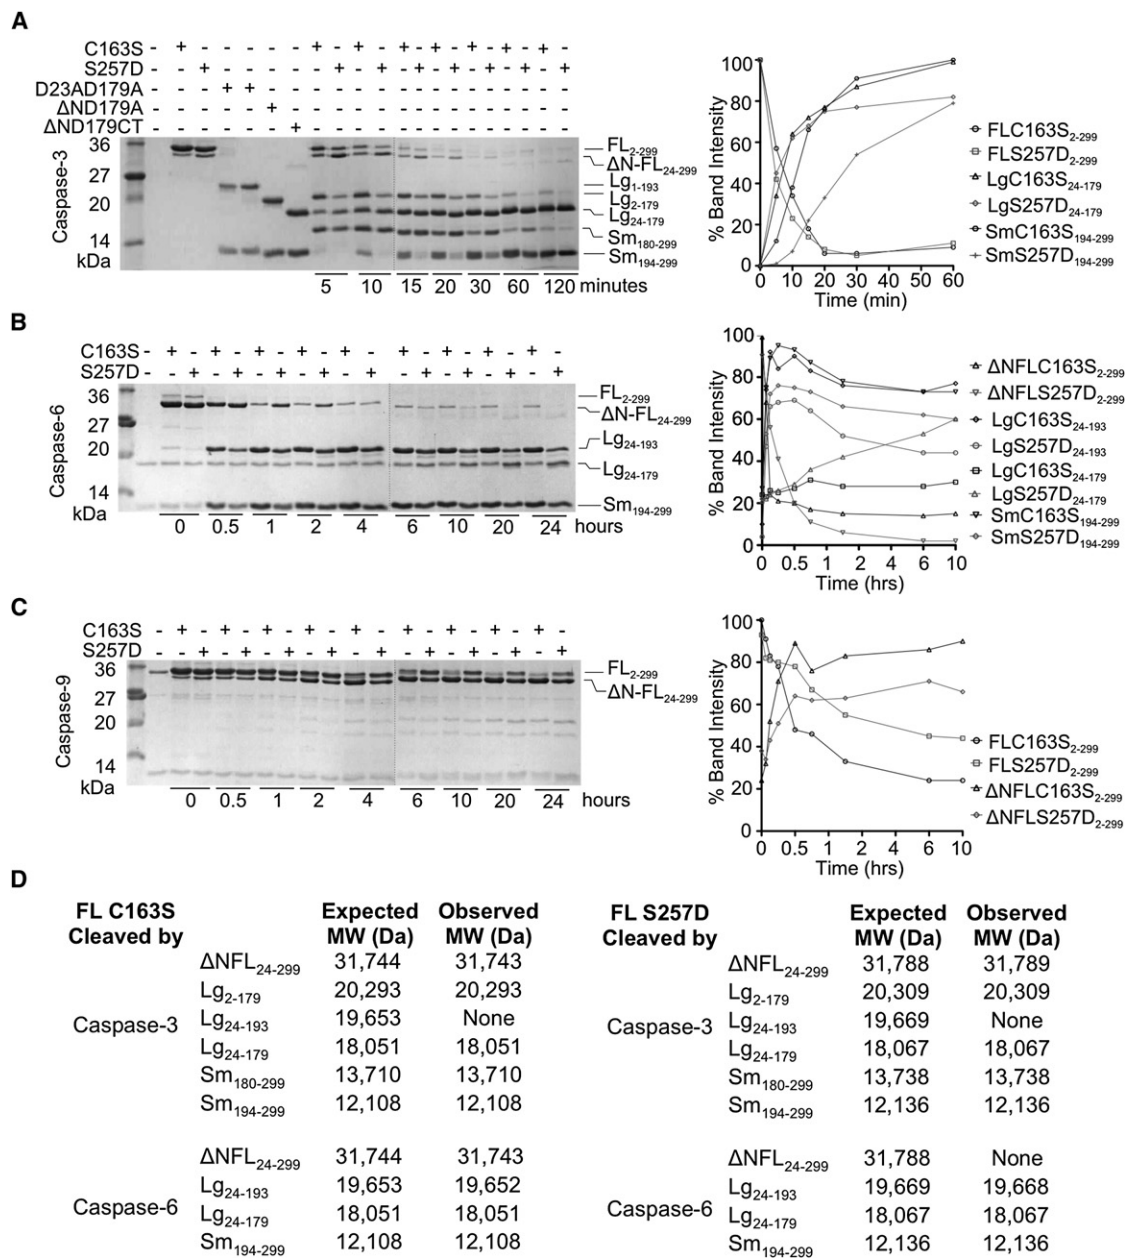 A
C163S - + - - - - - + - + - + - + - + - + - + -
S257D - - + - - - - - + - + - + - + - + - + - +
D23AD179A - - - + + - - - - - - - - - - - - - - - -
ΔND179A - - - - - + - - - - - - - - - - - - - - -
ΔND179CT - - - - - - + - - - - - - - - - - - - - -
Caspase-3
36
27
20
14
kDa
FL2-299
ΔN-FL24-299
Lg1-193
Lg2-179
Lg24-179
Sm180-299
Sm194-299
5 10 15 20 30 60 120 minutes
% Band Intensity
100
80
60
40
20
0
0 10 20 30 40 50 60
Time (min)
FLC163S2-299
FLS257D2-299
LgC163S24-179
LgS257D24-179
SmC163S194-299
SmS257D194-299
B
C163S - + - + - + - + - + - + - + - + - + -
S257D - - + - + - + - + - + - + - + - + - +
Caspase-6
36
27
20
14
kDa
FL2-299
ΔN-FL24-299
Lg24-193
Lg24-179
Sm194-299
0 0.5 1 2 4 6 10 20 24 hours
% Band Intensity
100
80
60
40
20
0
0 0.5 1 2 4 6 10
Time (hrs)
ΔNFLC163S2-299
ΔNFLS257D2-299
LgC163S24-193
LgS257D24-193
LgC163S24-179
LgS257D24-179
SmC163S194-299
SmS257D194-299
C
C163S - + - + - + - + - + - + - + - + - + -
S257D - - + - + - + - + - + - + - + - + - +
Caspase-9
36
27
20
14
kDa
FL2-299
ΔN-FL24-299
0 0.5 1 2 4 6 10 20 24 hours
% Band Intensity
100
80
60
40
20
0
0 0.5 1 2 4 6 10
Time (hrs)
FLC163S2-299
FLS257D2-299
ΔNFLC163S2-299
ΔNFLS257D2-299
D
FL C163S Expected Observed
Cleaved by MW (Da) MW (Da)
ΔNFL24-299 31,744 31,743
Lg2-179 20,293 20,293
Caspase-3 Lg24-193 19,653 None
Lg24-179 18,051 18,051
Sm180-299 13,710 13,710
Sm194-299 12,108 12,108
ΔNFL24-299 31,744 31,743
Caspase-6 Lg24-193 19,653 19,652
Lg24-179 18,051 18,051
Sm194-299 12,108 12,108
FL S257D Expected Observed
Cleaved by MW (Da) MW (Da)
ΔNFL24-299 31,788 31,789
Lg2-179 20,309 20,309
Caspase-3 Lg24-193 19,669 None
Lg24-179 18,067 18,067
Sm180-299 13,738 13,738
Sm194-299 12,136 12,136
ΔNFL24-299 31,788 None
Caspase-6 Lg24-193 19,669 19,668
Lg24-179 18,067 18,067
Sm194-299 12,136 12,136